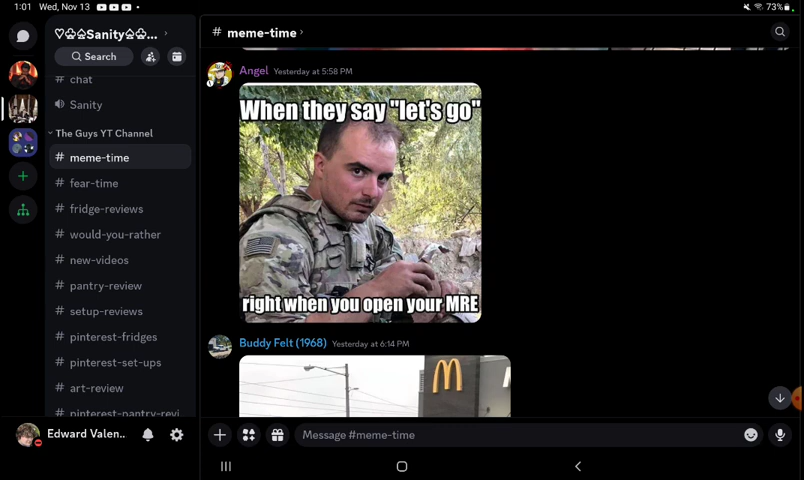 1:01 Wed, Nov 13
73%
♡♧♤Sanity♤♧...
Search
# meme-time
chat
Sanity
The Guys YT Channel
# meme-time
# fear-time
# fridge-reviews
# would-you-rather
# new-videos
# pantry-review
# setup-reviews
# pinterest-fridges
# pinterest-set-ups
# art-review
# pinterest-pantry-revi
Edward Valen..
Angel Yesterday at 5:58 PM
When they say "let's go"
right when you open your MRE
Buddy Felt (1968) Yesterday at 6:14 PM
Message #meme-time